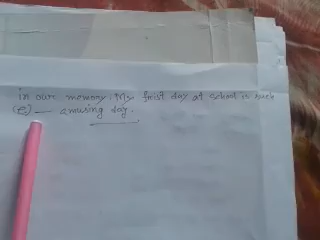 in our memory. My first day at school is such
(e) — amusing day.